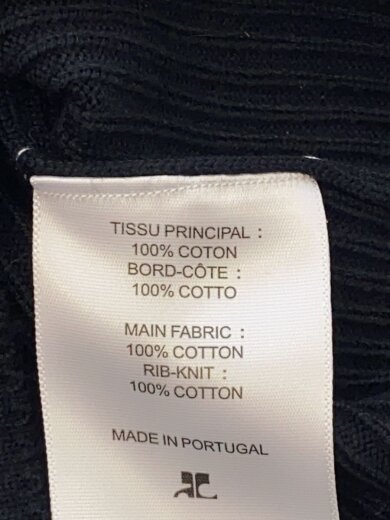 TISSU PRINCIPAL :
100% COTON
BORD-CÔTE :
100% COTTO
MAIN FABRIC :
100% COTTON
RIB-KNIT :
100% COTTON
MADE IN PORTUGAL